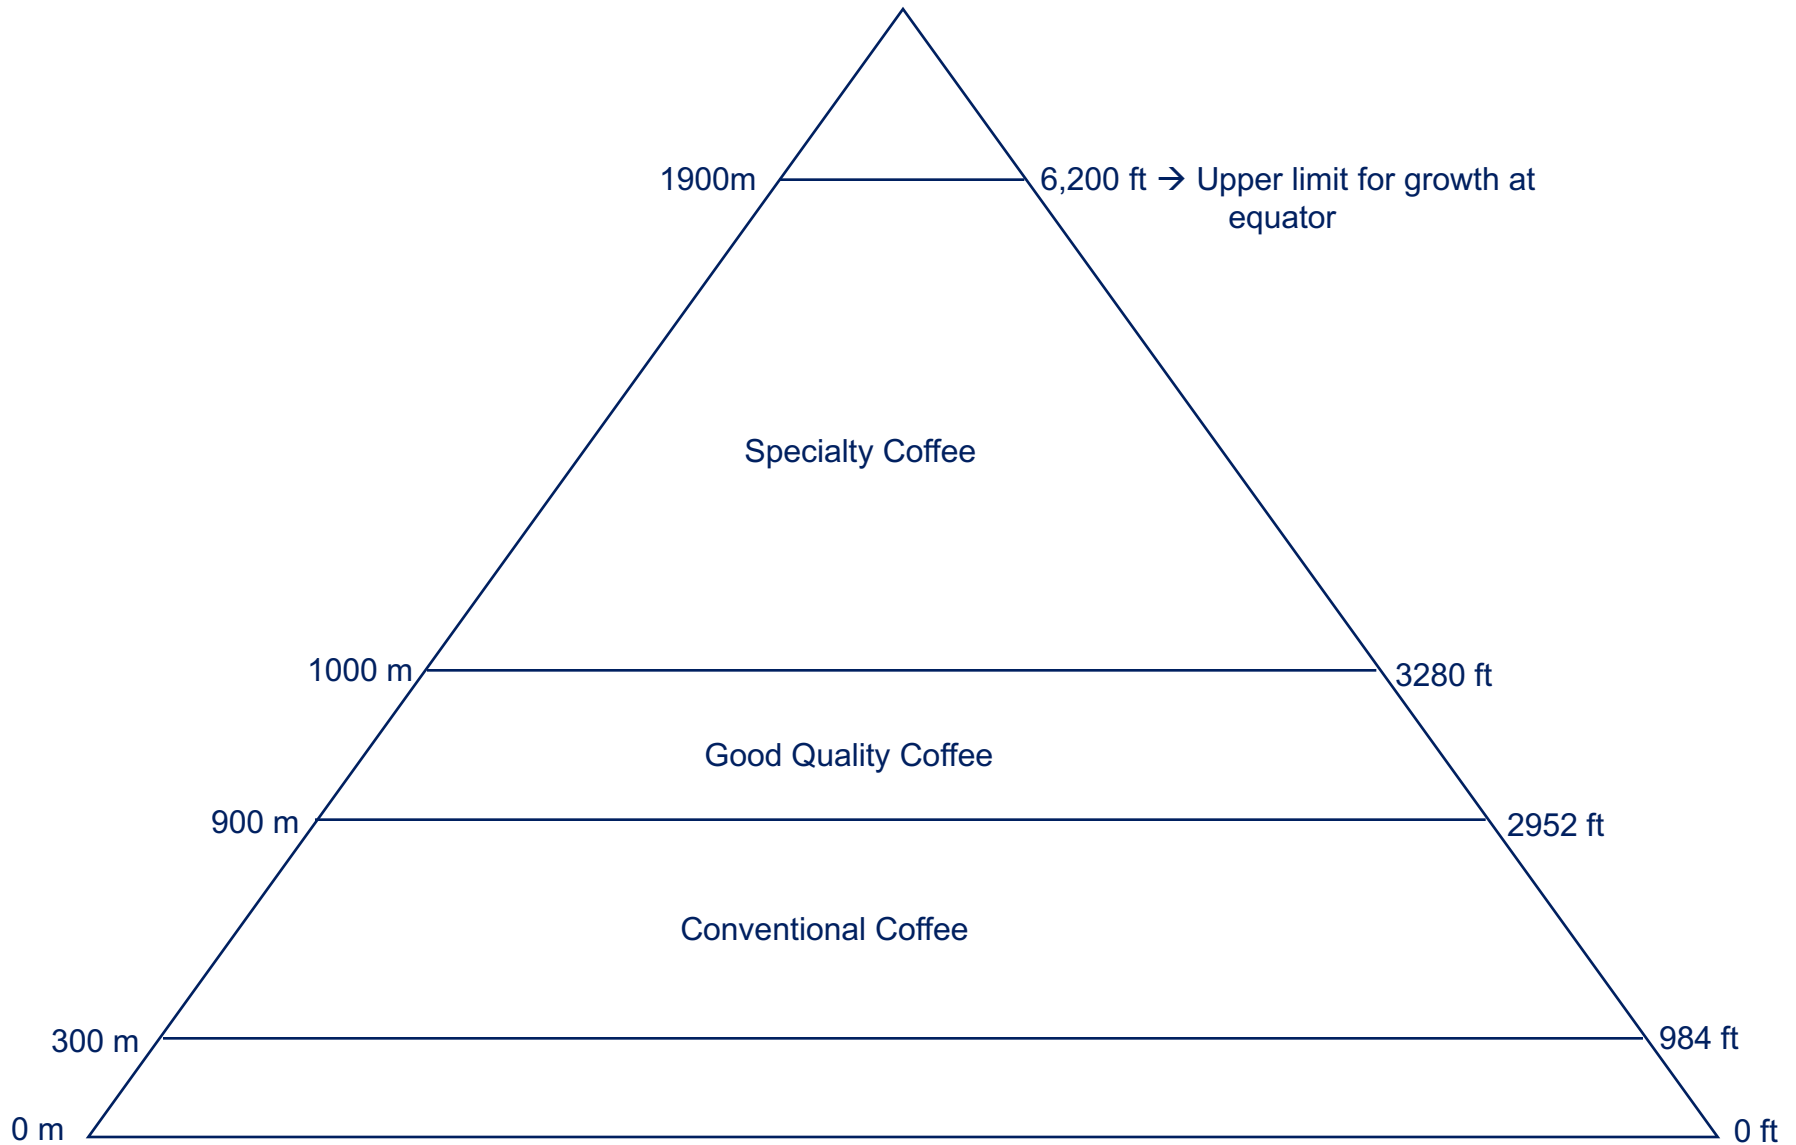 1900m
6,200 ft → Upper limit for growth at
equator
Specialty Coffee
1000 m
3280 ft
Good Quality Coffee
900 m
2952 ft
Conventional Coffee
300 m
984 ft
0 m
0 ft